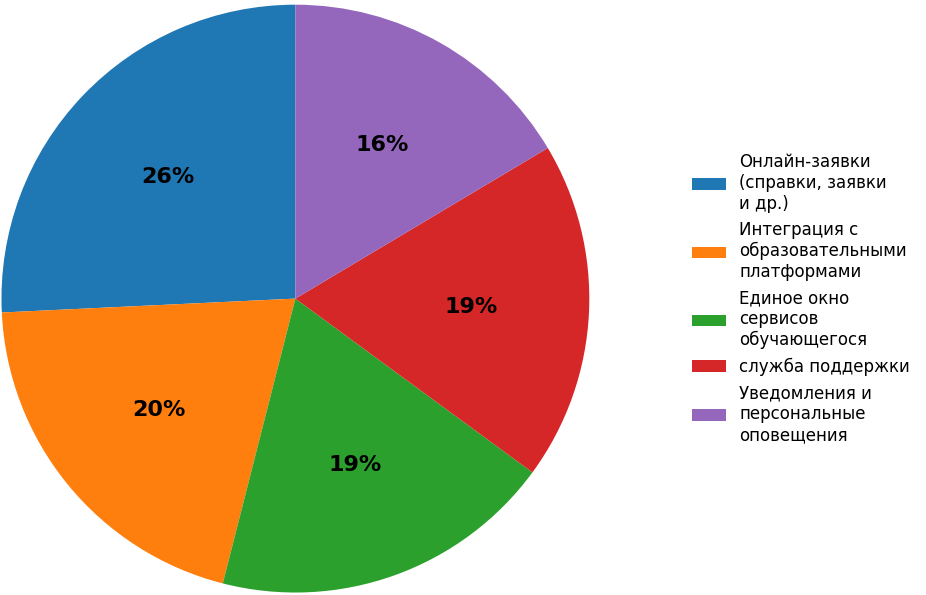 16%
26%
19%
20%
19%
Онлайн-заявки
(справки, заявки
и др.)
Интеграция с
образовательными
платформами
Единое окно
сервисов
обучающегося
служба поддержки
Уведомления и
персональные
оповещения